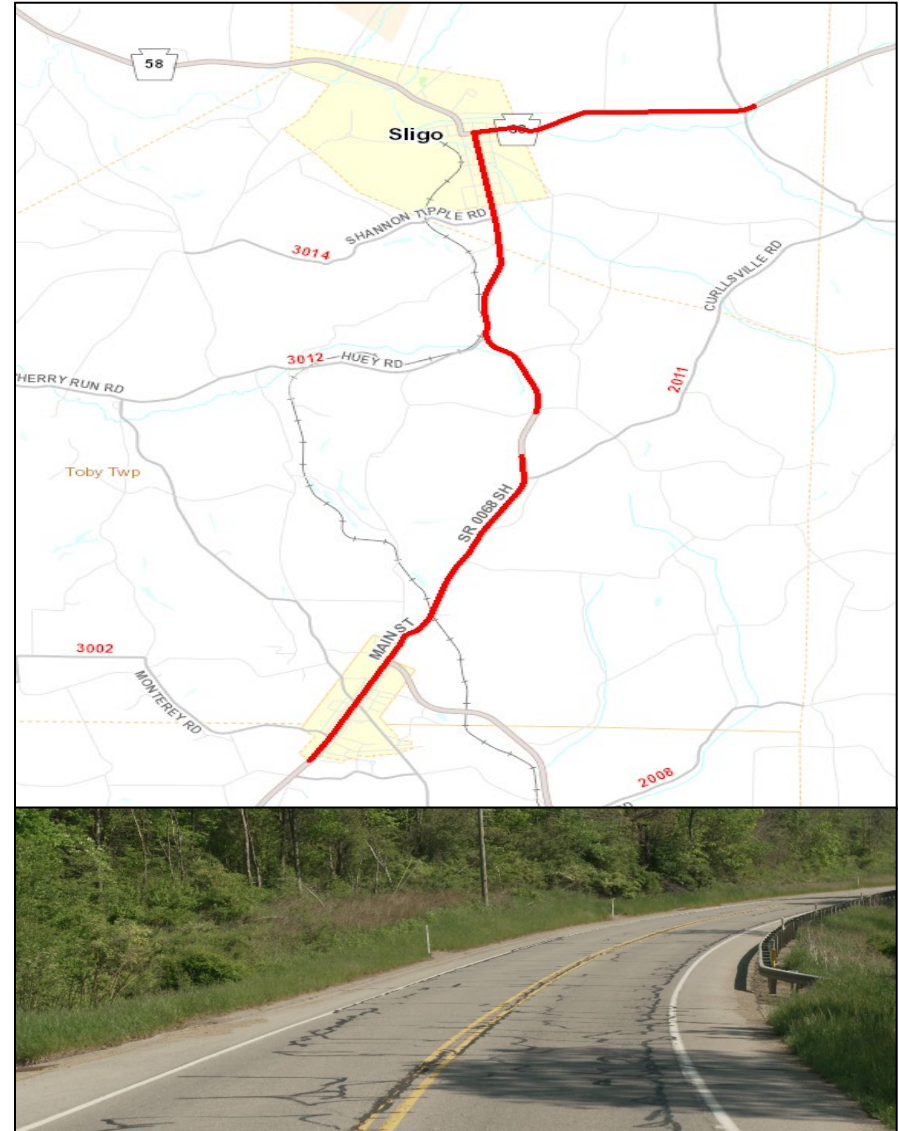 58
Sligo
SHANNON TIPPLE RD
3014
CURLLSVILLE RD
3012
HUEY RD
2011
HERRY RUN RD
Toby Twp
SR 0068 SH
MAIN ST
3002
MONTEREY RD
2008